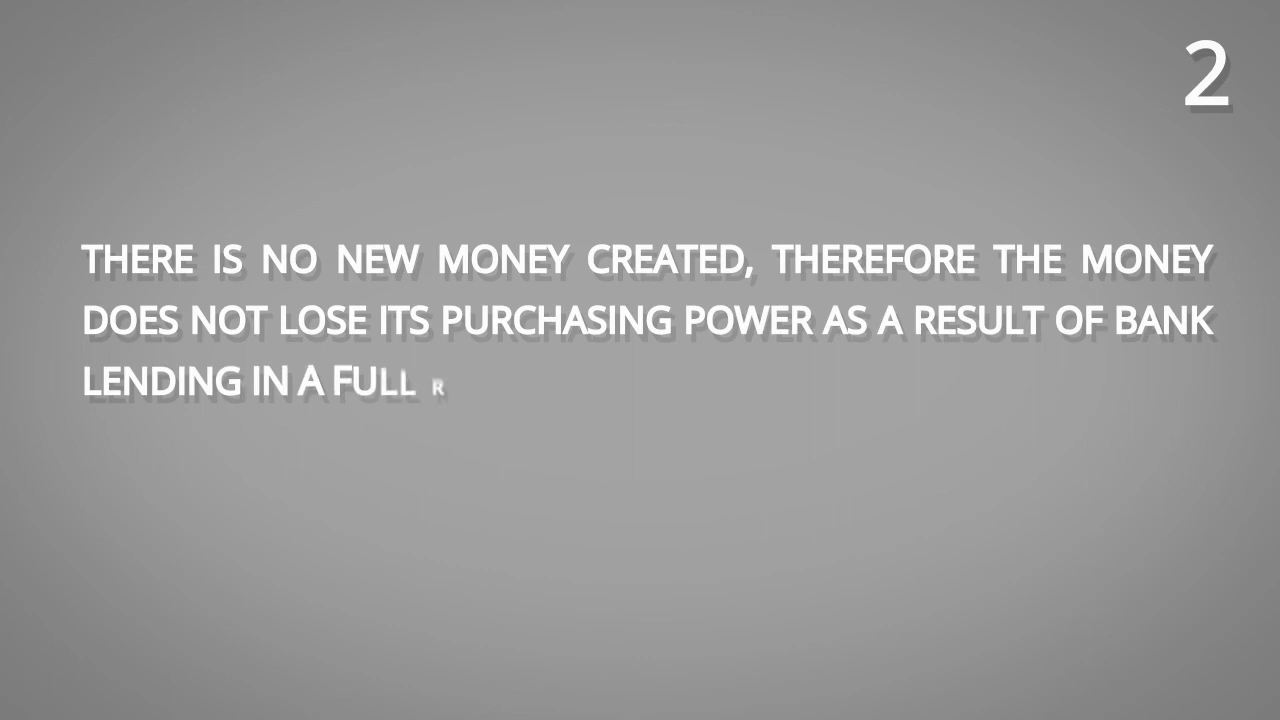 2
THERE IS NO NEW MONEY CREATED, THEREFORE THE MONEY
DOES NOT LOSE ITS PURCHASING POWER AS A RESULT OF BANK
LENDING IN A FULL R